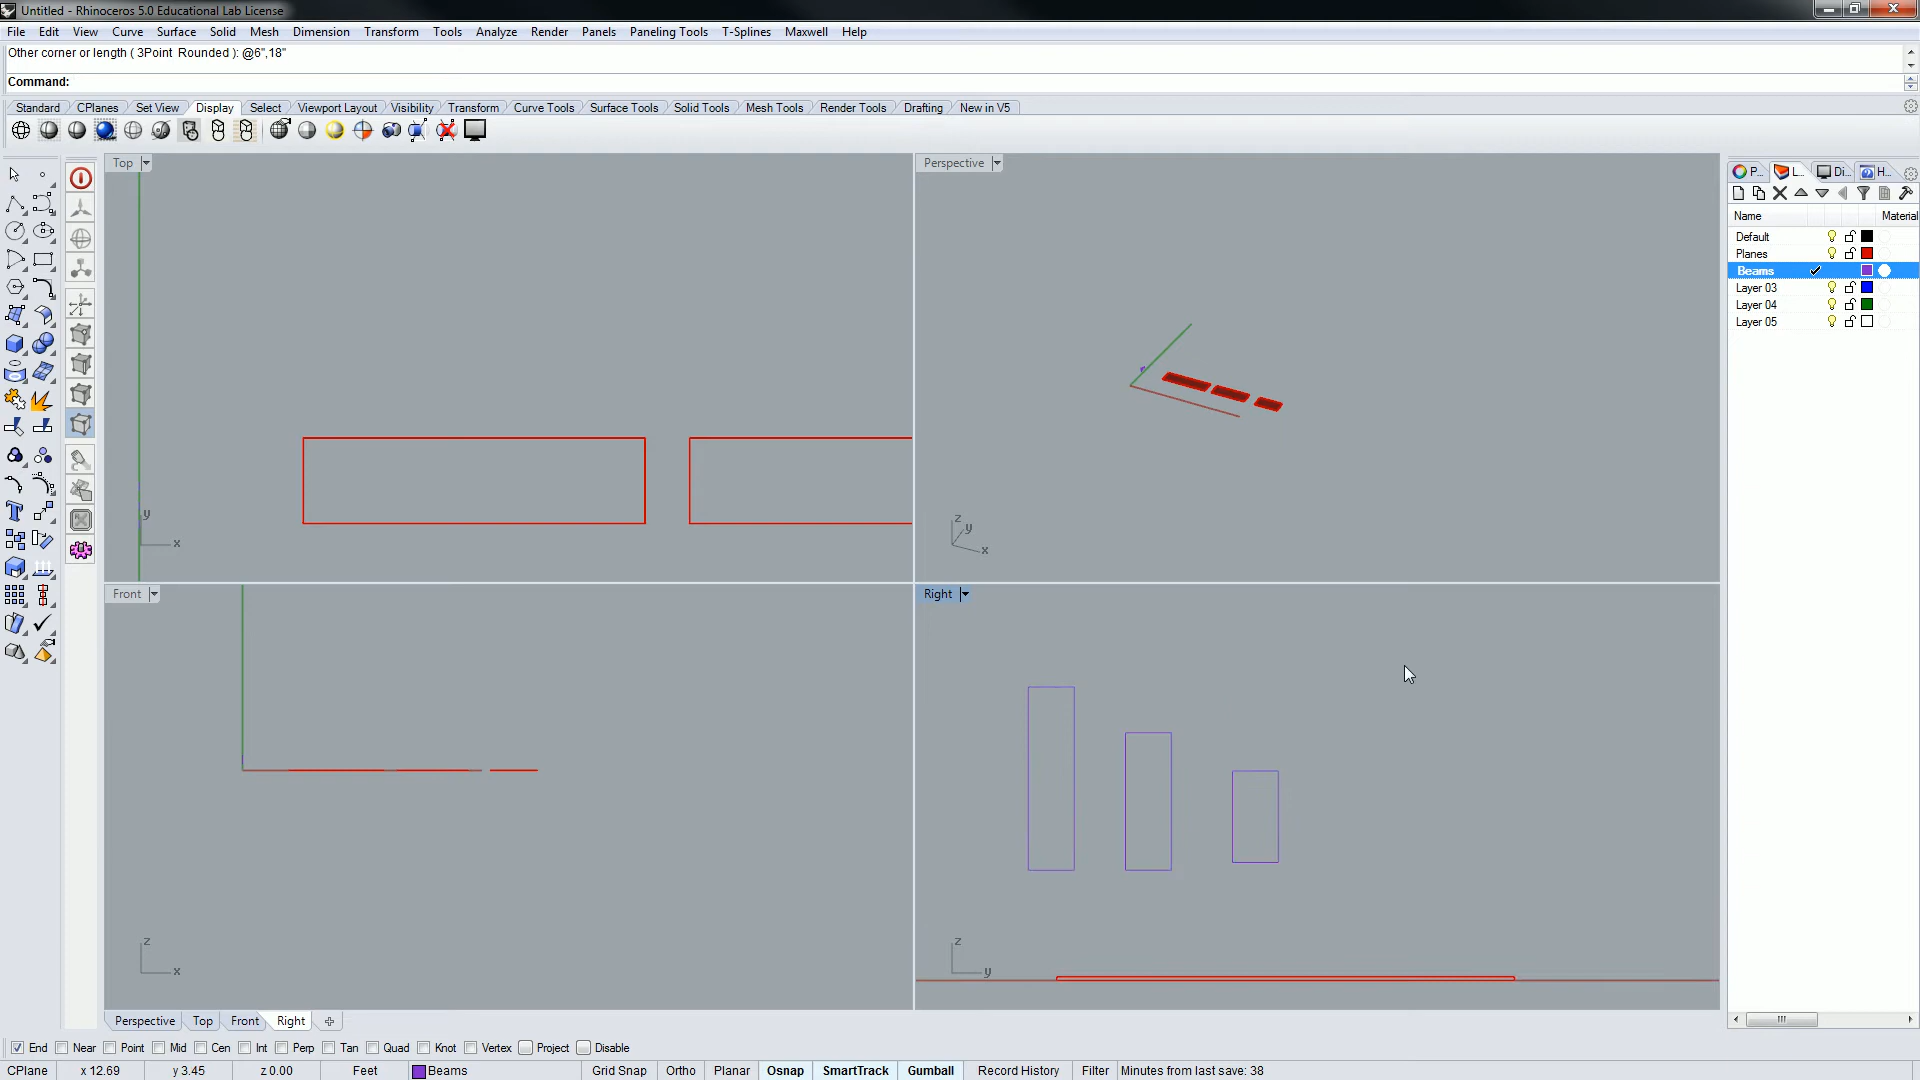 Untitled - Rhinoceros 5.0 Educational Lab License
File Edit View Curve Surface Solid Mesh Dimension Transform Tools Analyze Render Panels Paneling Tools T-Splines Maxwell Help
Other corner or length ( 3Point Rounded ): @6",18"
Command:
Standard CPlanes Set View Display Select Viewport Layout Visibility Transform Curve Tools Surface Tools Solid Tools Mesh Tools Render Tools Drafting New in V5
Top
Perspective
P... L... Di... H...
Name Material
Default
Planes
Beams
Layer 03
Layer 04
Layer 05
y
x
z
y
x
Front
Right
z
x
z
y
Perspective Top Front Right
End Near Point Mid Cen Int Perp Tan Quad Knot Vertex Project Disable
CPlane x 12.69 y 3.45 z 0.00 Feet Beams Grid Snap Ortho Planar Osnap SmartTrack Gumball Record History Filter Minutes from last save: 38